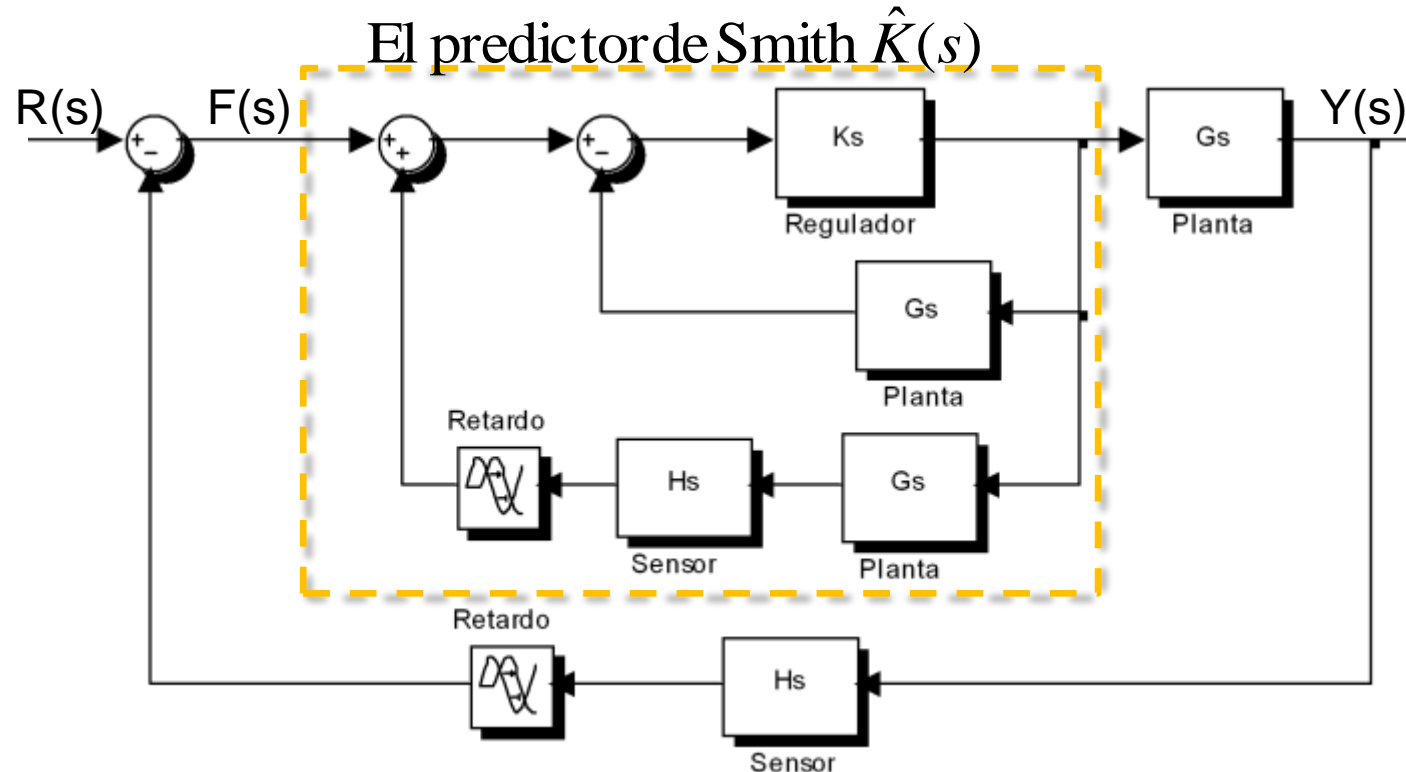 El predictor de Smith K̂(s)
R(s)
F(s)
Y(s)
+
−
+
+
+
−
Ks
Regulador
Gs
Planta
Gs
Planta
Retardo
Hs
Sensor
Gs
Planta
Retardo
Hs
Sensor